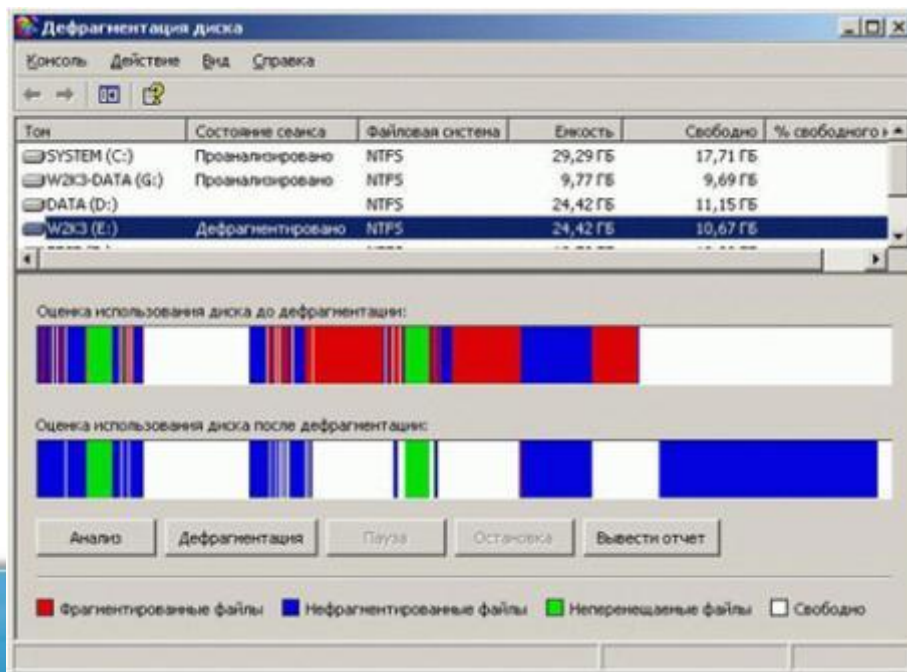 Дефрагментация диска
Консоль Действие Вид Справка
Том Состояние сеанса Файловая система Емкость Свободно % свободного
SYSTEM (C:) Проанализировано NTFS 29,29 ГБ 17,71 ГБ
W2K3-DATA (G:) Проанализировано NTFS 9,77 ГБ 9,69 ГБ
DATA (D:) NTFS 24,42 ГБ 11,15 ГБ
W2K3 (E:) Дефрагментировано NTFS 24,42 ГБ 10,67 ГБ
Оценка использования диска до дефрагментации:
Оценка использования диска после дефрагментации:
Анализ Дефрагментация Пауза Остановка Вывести отчет
Фрагментированные файлы Нефрагментированные файлы Неперемещаемые файлы Свободно